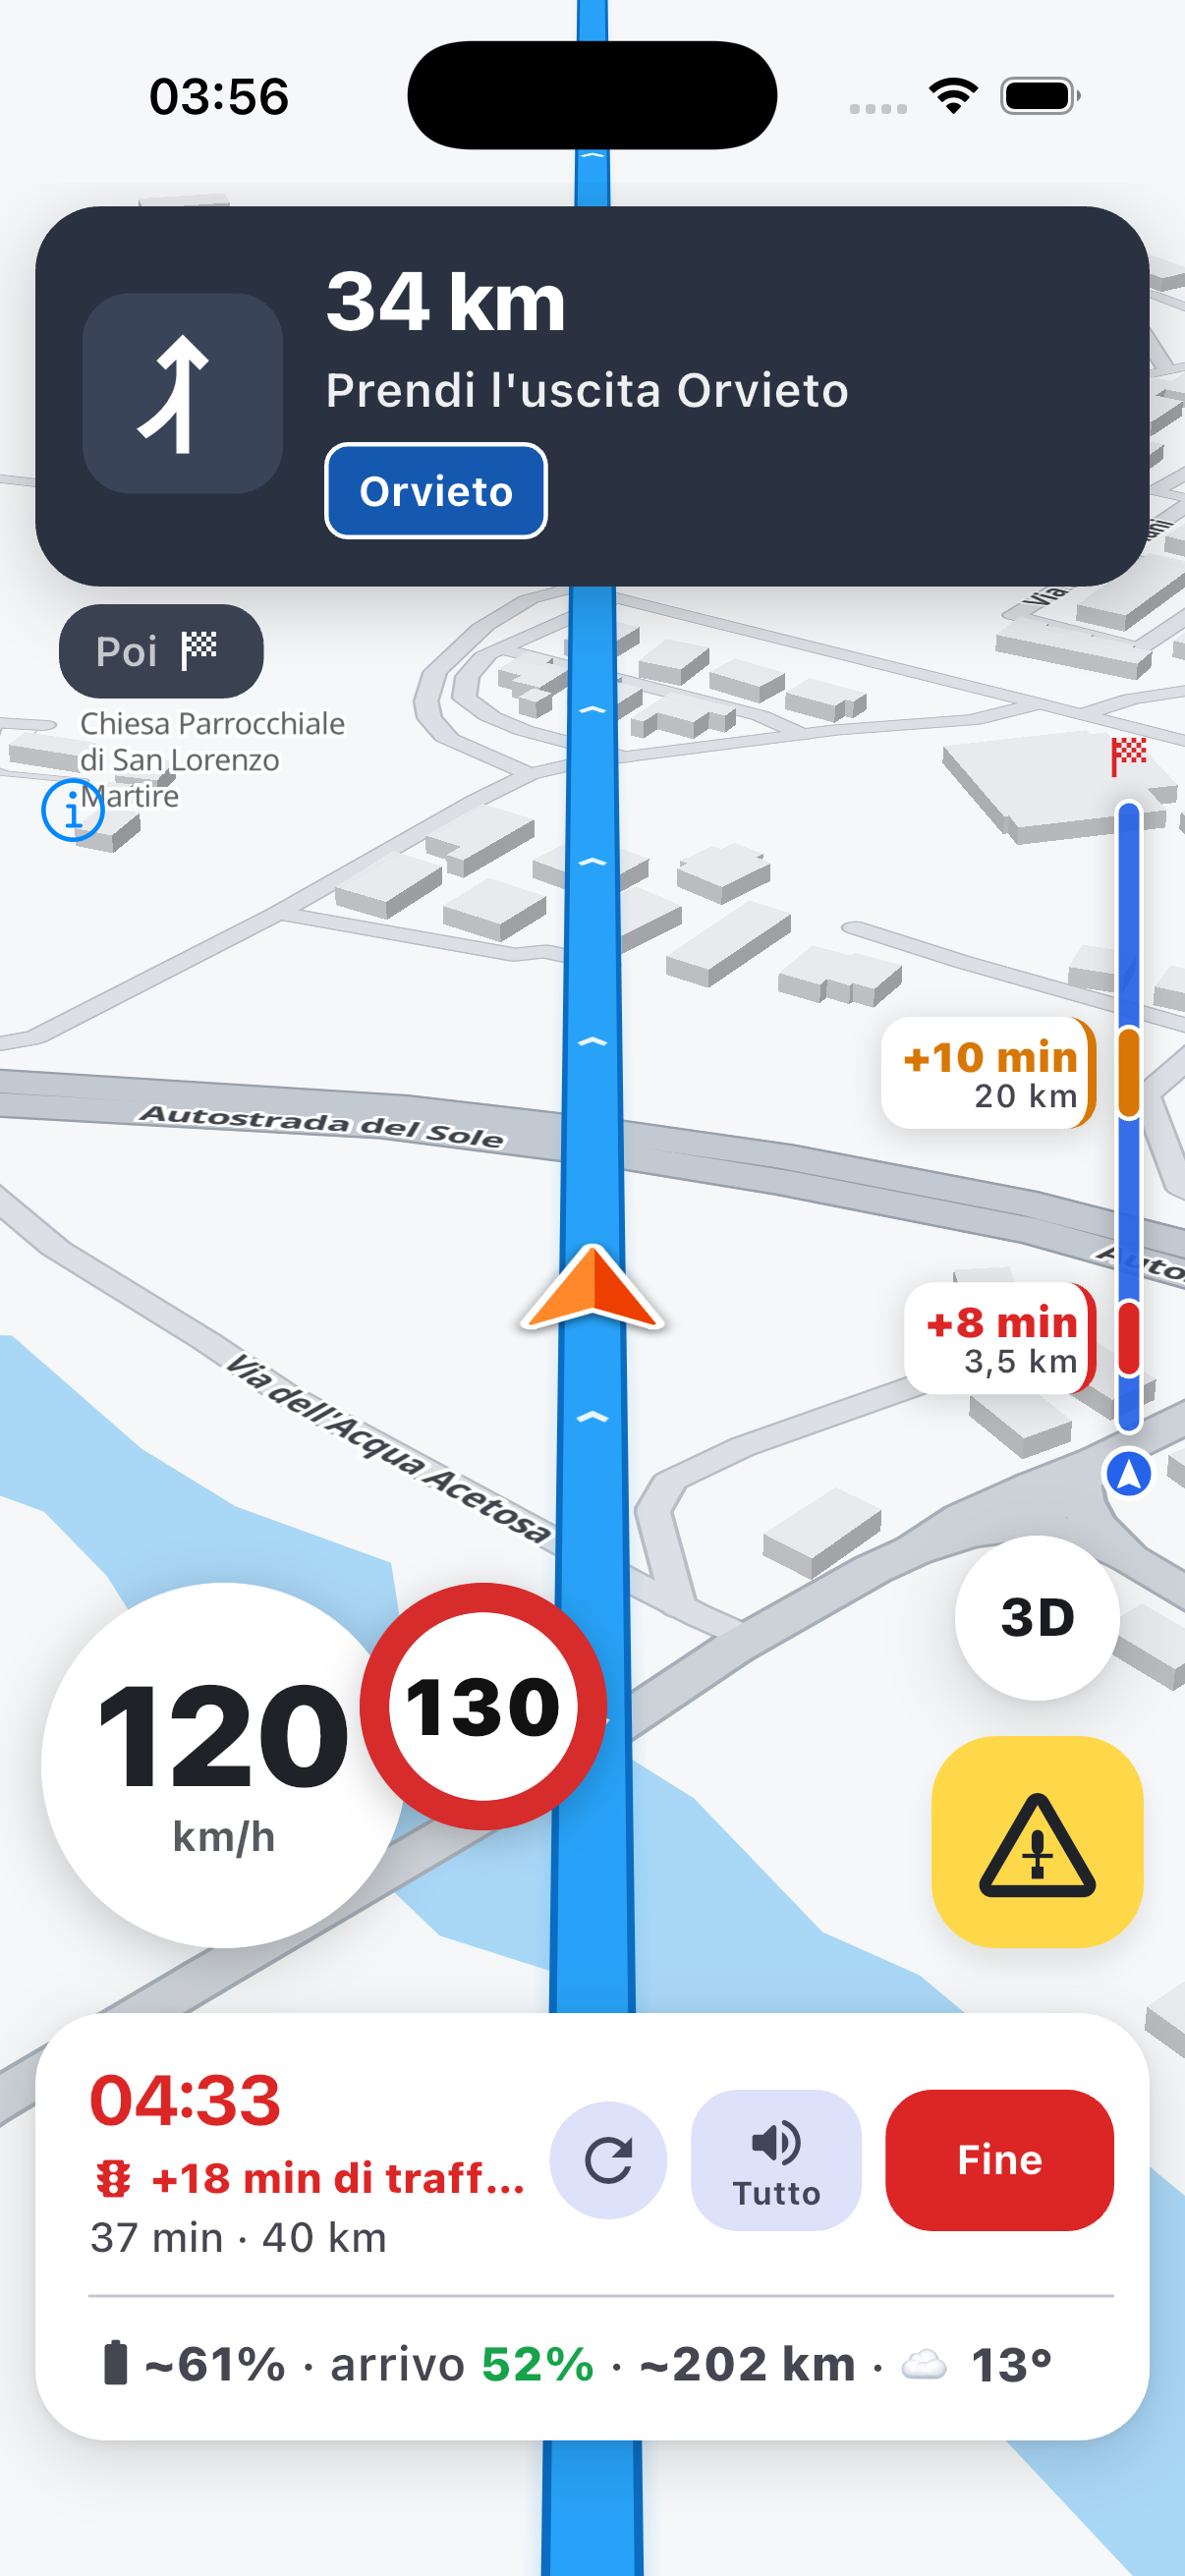 03:56
34 km
Prendi l'uscita Orvieto
Orvieto
Poi
Chiesa Parrocchiale
di San Lorenzo
Martire
+10 min
20 km
Autostrada del Sole
+8 min
3,5 km
Via dell'Acqua Acetosa
3D
120
km/h
130
04:33
+18 min di traff...
37 min · 40 km
Tutto
Fine
~61% · arrivo 52% · ~202 km · 13°